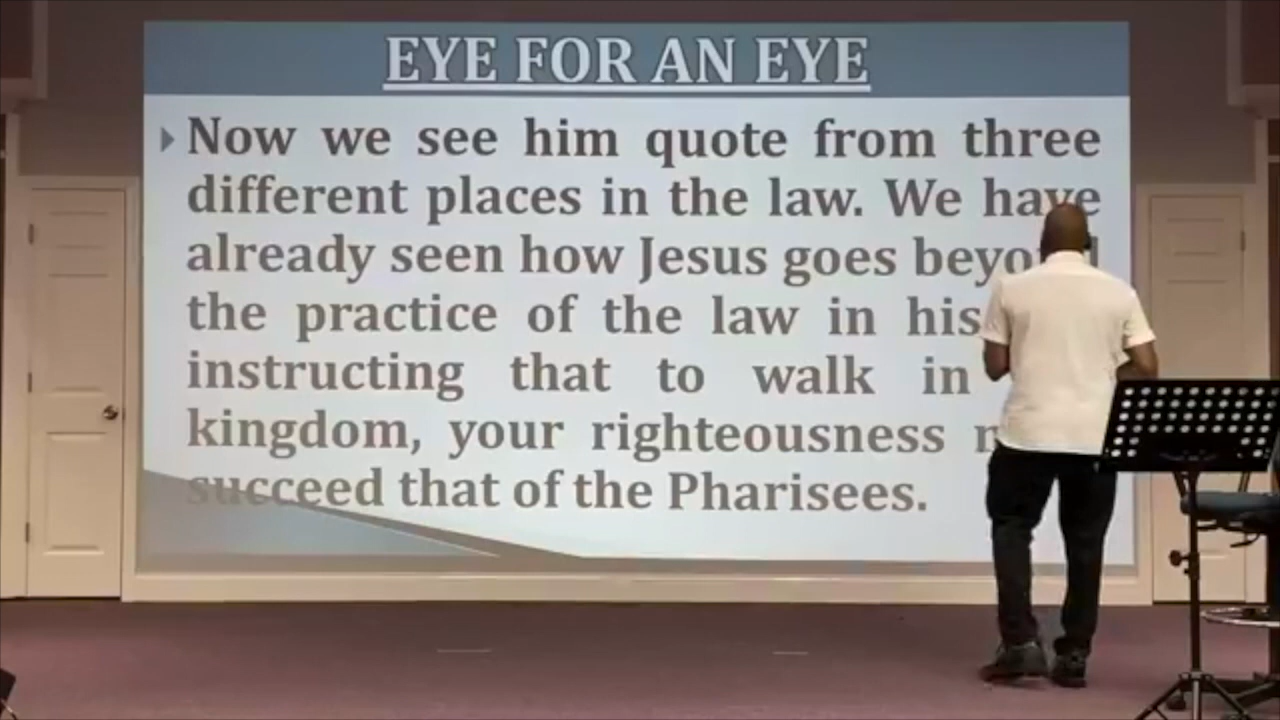 EYE FOR AN EYE
Now we see him quote from three
different places in the law. We have
already seen how Jesus goes beyond
the practice of the law in his
instructing that to walk in
kingdom, your righteousness
succeed that of the Pharisees.